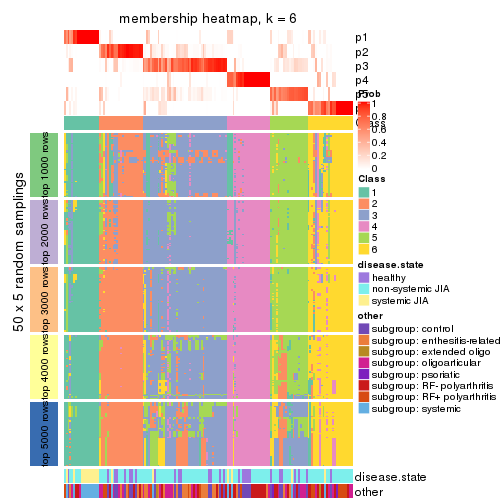 membership heatmap, k = 6
p1
p2
p3
p4
Prob
1
0.8
0.6
0.4
0.2
0
Class
1
2
3
4
5
6
disease.state
healthy
non-systemic JIA
systemic JIA
other
subgroup: control
subgroup: enthesitis-related
subgroup: extended oligo
subgroup: oligoarticular
subgroup: psoriatic
subgroup: RF- polyarthritis
subgroup: RF+ polyarthritis
subgroup: systemic
50 x 5 random samplings
top 1000 rows
top 2000 rows
top 3000 rows
top 4000 rows
top 5000 rows
disease.state
other